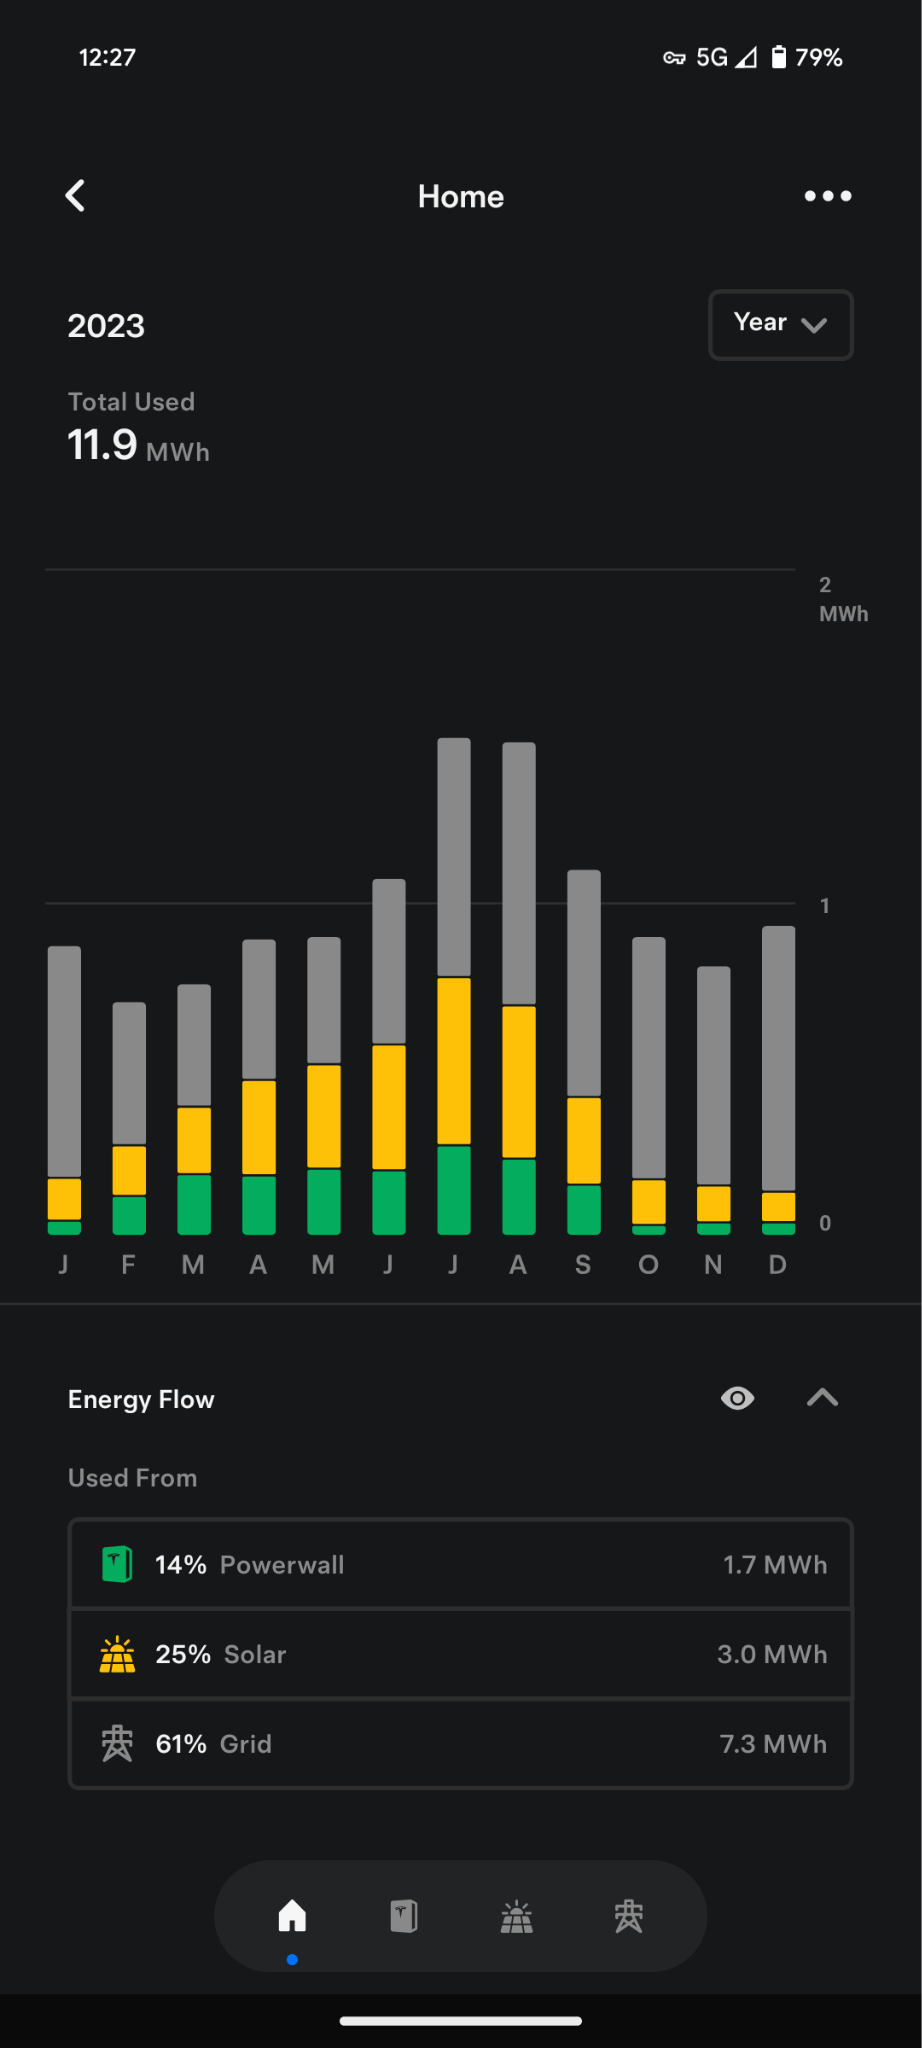 12:27 5G 79%
Home
2023 Year
Total Used
11.9 MWh
2
MWh
1
0
J F M A M J J A S O N D
Energy Flow
Used From
14% Powerwall 1.7 MWh
25% Solar 3.0 MWh
61% Grid 7.3 MWh